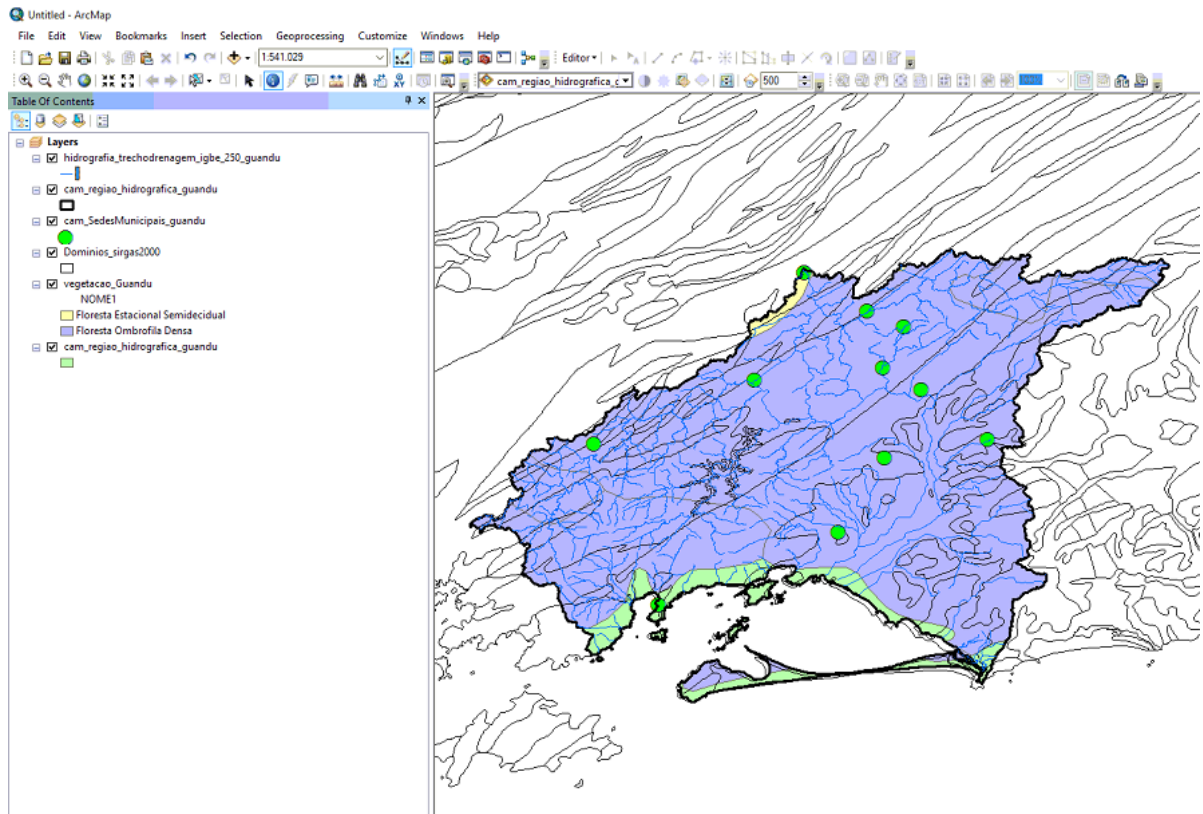 Untitled - ArcMap
File Edit View Bookmarks Insert Selection Geoprocessing Customize Windows Help
1:541.029
Editor
cam_regiao_hidrografica_g
500
Table Of Contents
Layers
hidrografia_trechodrenagem_igbe_250_guandu
cam_regiao_hidrografica_guandu
cam_SedesMunicipais_guandu
Dominios_sirgas2000
vegetacao_Guandu
NOME1
Floresta Estacional Semidecidual
Floresta Ombrofila Densa
cam_regiao_hidrografica_guandu